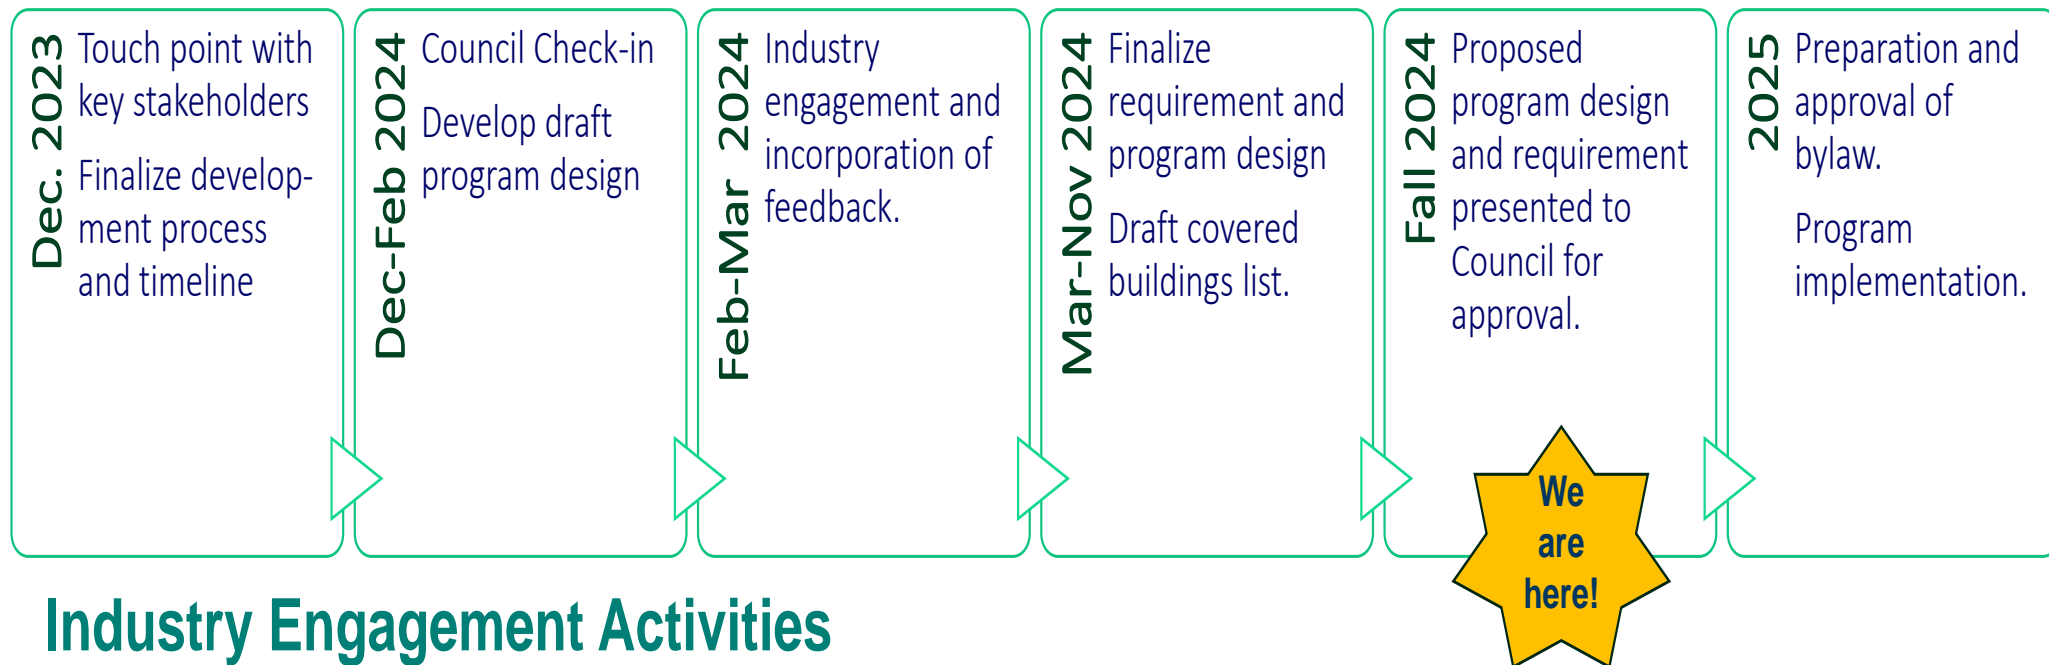 Dec. 2023
Touch point with
key stakeholders
Finalize develop-
ment process
and timeline
Dec-Feb 2024
Council Check-in
Develop draft
program design
Feb-Mar 2024
Industry
engagement and
incorporation of
feedback.
Mar-Nov 2024
Finalize
requirement and
program design
Draft covered
buildings list.
Fall 2024
Proposed
program design
and requirement
presented to
Council for
approval.
2025
Preparation and
approval of
bylaw.
Program
implementation.
We
are
here!
Industry Engagement Activities